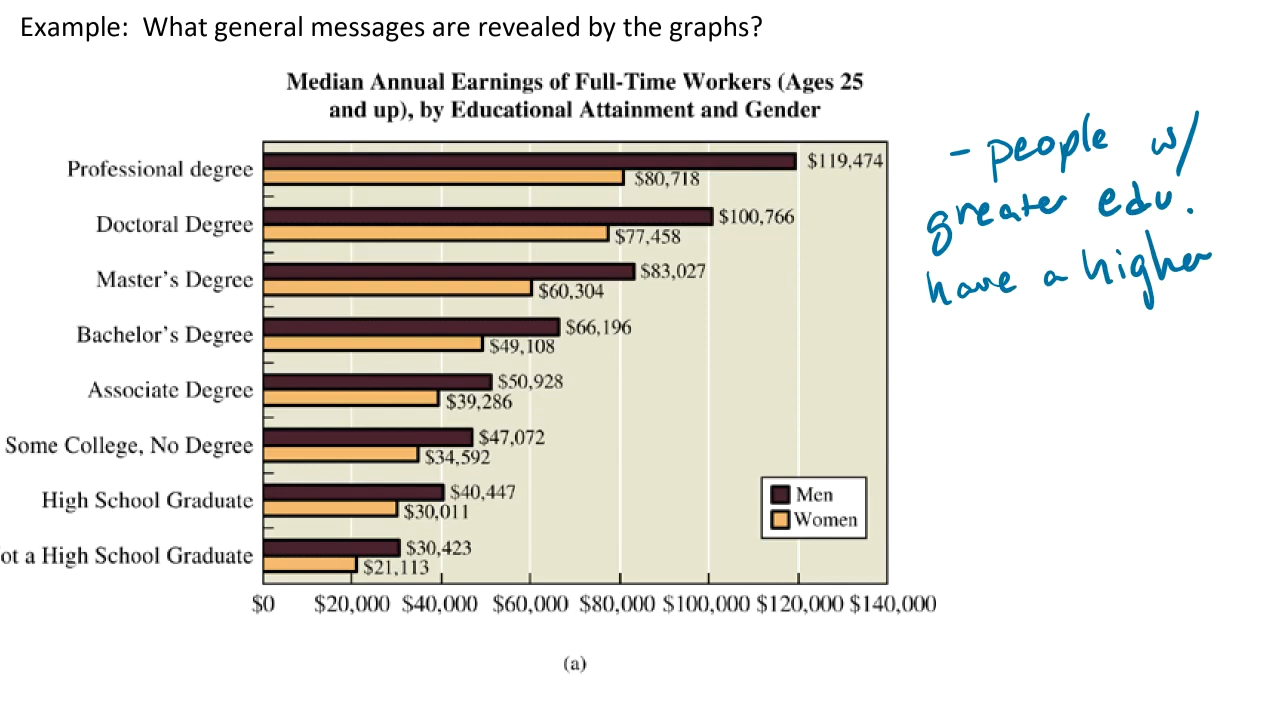 Example: What general messages are revealed by the graphs?
Median Annual Earnings of Full-Time Workers (Ages 25
and up), by Educational Attainment and Gender
Professional degree
$119,474
$80,718
Doctoral Degree
$100,766
$77,458
Master's Degree
$83,027
$60,304
Bachelor's Degree
$66,196
$49,108
Associate Degree
$50,928
$39,286
Some College, No Degree
$47,072
$34,592
High School Graduate
$40,447
$30,011
ot a High School Graduate
$30,423
$21,113
Men
Women
$0 $20,000 $40,000 $60,000 $80,000 $100,000 $120,000 $140,000
(a)
- people w/
greater edu.
have a higher